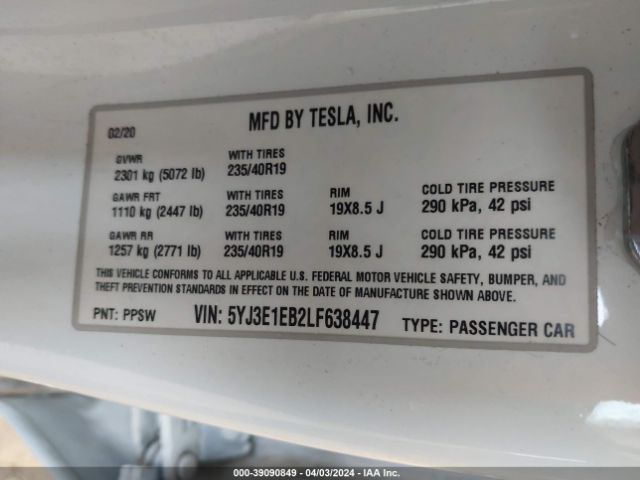 MFD BY TESLA, INC.
02/20
GVWR WITH TIRES
2301 kg (5072 lb) 235/40R19
GAWR FRT WITH TIRES RIM COLD TIRE PRESSURE
1110 kg (2447 lb) 235/40R19 19X8.5 J 290 kPa, 42 psi
GAWR RR WITH TIRES RIM COLD TIRE PRESSURE
1257 kg (2771 lb) 235/40R19 19X8.5 J 290 kPa, 42 psi
THIS VEHICLE CONFORMS TO ALL APPLICABLE U.S. FEDERAL MOTOR VEHICLE SAFETY, BUMPER, AND
THEFT PREVENTION STANDARDS IN EFFECT ON THE DATE OF MANUFACTURE SHOWN ABOVE.
PNT: PPSW VIN: 5YJ3E1EB2LF638447 TYPE: PASSENGER CAR
000-39090849 - 04/03/2024 - IAA Inc.